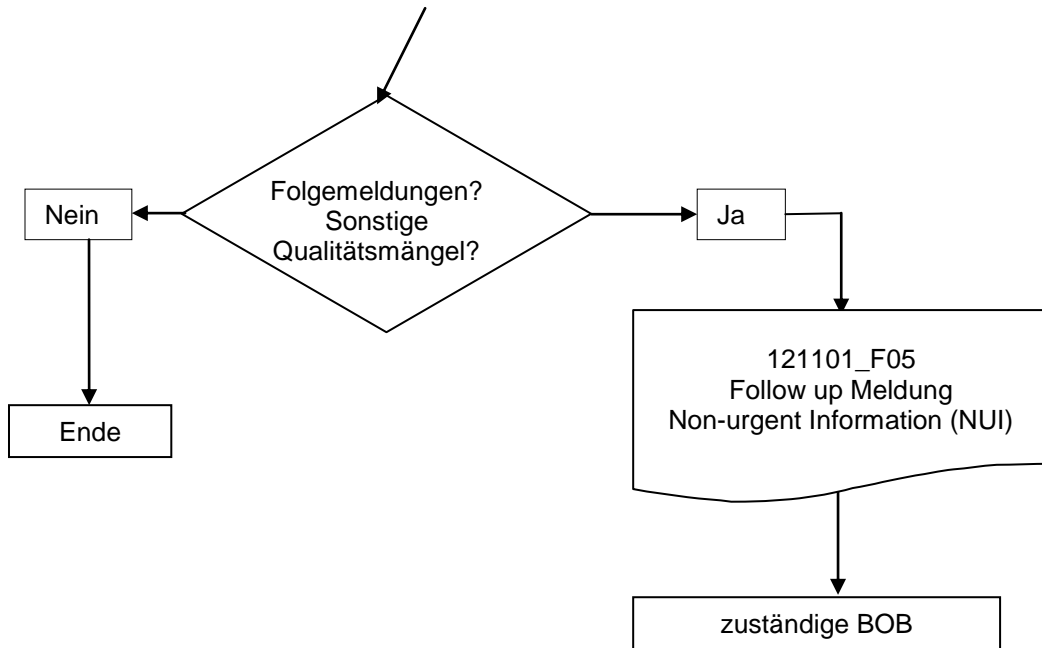 Folgemeldungen?
Sonstige
Qualitätsmängel?
Nein
Ja
121101_F05
Follow up Meldung
Non-urgent Information (NUI)
Ende
zuständige BOB